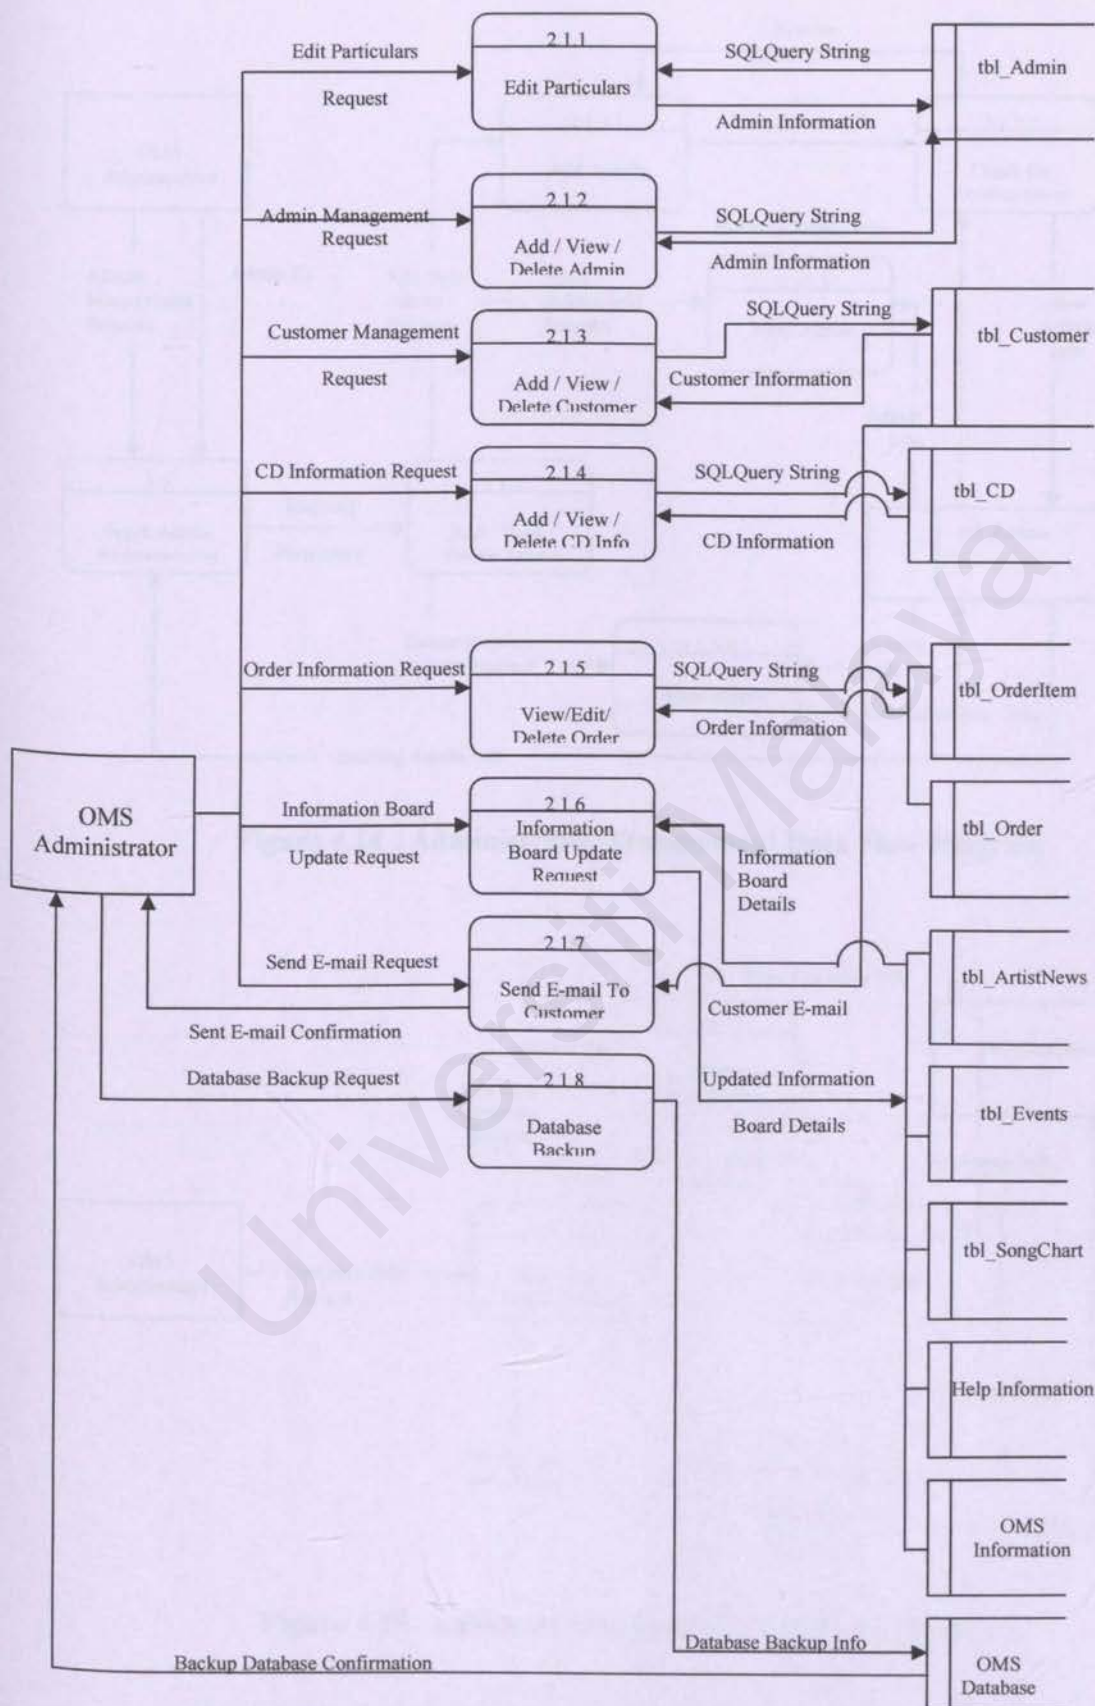 Edit Particulars
Request
2.1.1
Edit Particulars
SQLQuery String
Admin Information
tbl_Admin
Admin Management
Request
2.1.2
Add / View /
Delete Admin
SQLQuery String
Admin Information
Customer Management
Request
2.1.3
Add / View /
Delete Customer
SQLQuery String
Customer Information
tbl_Customer
CD Information Request
2.1.4
Add / View /
Delete CD Info
SQLQuery String
CD Information
tbl_CD
Order Information Request
2.1.5
View/Edit/
Delete Order
SQLQuery String
Order Information
tbl_OrderItem
tbl_Order
OMS
Administrator
Information Board
Update Request
2.1.6
Information
Board Update
Request
Information
Board
Details
Send E-mail Request
Sent E-mail Confirmation
2.1.7
Send E-mail To
Customer
Customer E-mail
tbl_ArtistNews
Database Backup Request
2.1.8
Database
Backup
Updated Information
Board Details
tbl_Events
tbl_SongChart
Help Information
OMS
Information
Database Backup Info
Backup Database Confirmation
OMS
Database
Universiti Malaya